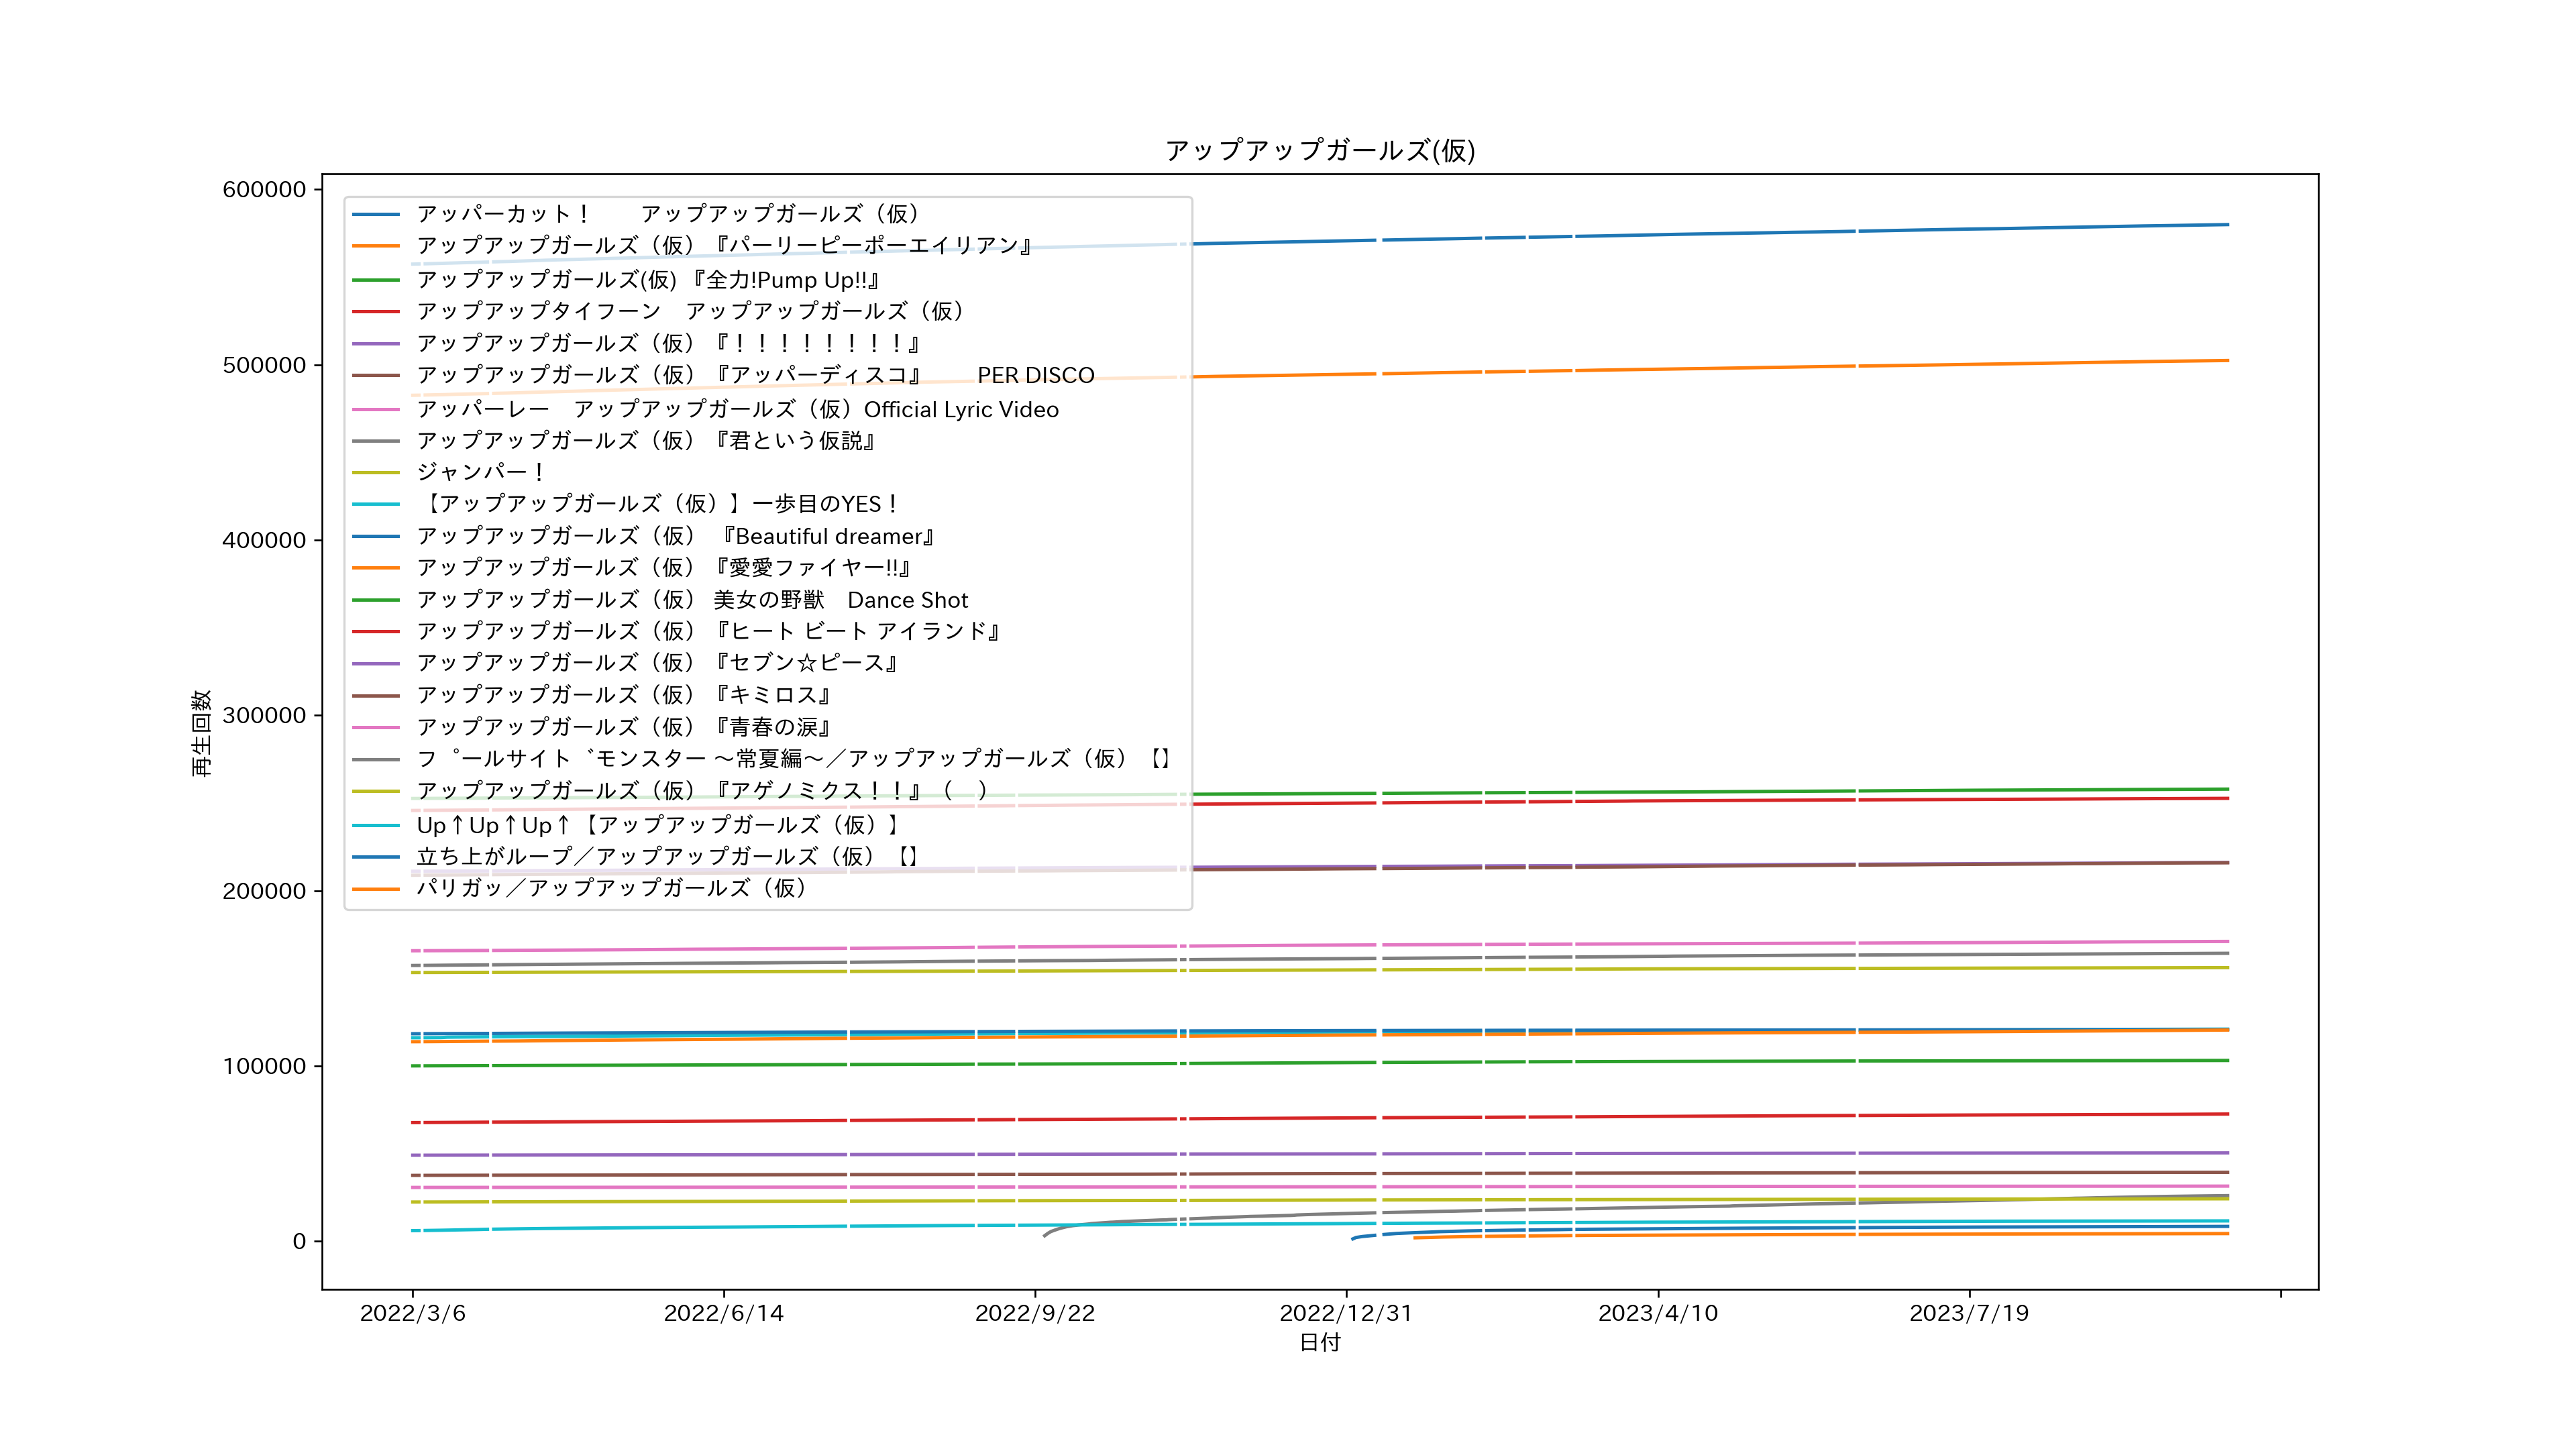 アップアップガールズ(仮)
600000
500000
400000
300000
200000
100000
0
再生回数
アッパーカット！　　アップアップガールズ（仮）
アップアップガールズ（仮）『パーリーピーポーエイリアン』
アップアップガールズ(仮) 『全力!Pump Up!!』
アップアップタイフーン　アップアップガールズ（仮）
アップアップガールズ（仮）『！！！！！！！！』
アップアップガールズ（仮）『アッパーディスコ』　　PER DISCO
アッパーレー　アップアップガールズ（仮）Official Lyric Video
アップアップガールズ（仮）『君という仮説』
ジャンパー！
【アップアップガールズ（仮）】一歩目のYES！
アップアップガールズ（仮） 『Beautiful dreamer』
アップアップガールズ（仮）『愛愛ファイヤー!!』
アップアップガールズ（仮） 美女の野獣　Dance Shot
アップアップガールズ（仮）『ヒート ビート アイランド』
アップアップガールズ（仮）『セブン☆ピース』
アップアップガールズ（仮）『キミロス』
アップアップガールズ（仮）『青春の涙』
フ゜ールサイト゛モンスター 〜常夏編〜／アップアップガールズ（仮）【】
アップアップガールズ（仮）『アゲノミクス！！』（　）
Up↑Up↑Up↑【アップアップガールズ（仮）】
立ち上がループ／アップアップガールズ（仮）【】
パリガッ／アップアップガールズ（仮）
2022/3/6
2022/6/14
2022/9/22
2022/12/31
2023/4/10
2023/7/19
日付